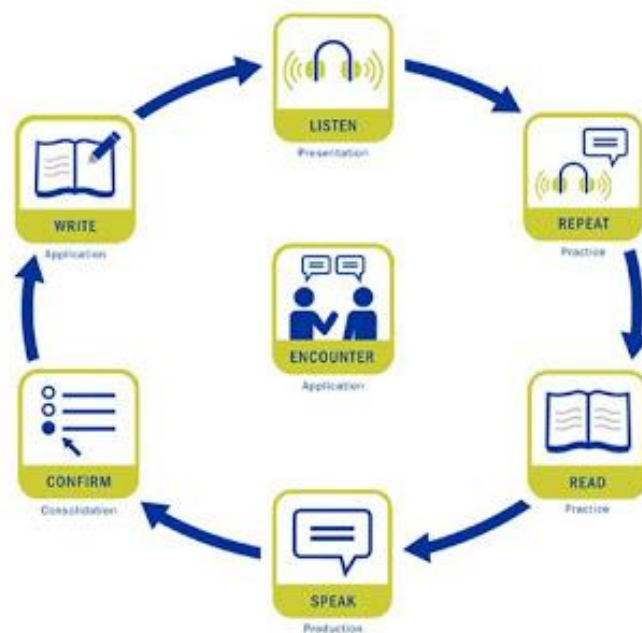 LISTEN
Presentation
REPEAT
Practice
READ
Practice
SPEAK
Production
CONFIRM
Consolidation
WRITE
Application
ENCOUNTER
Application